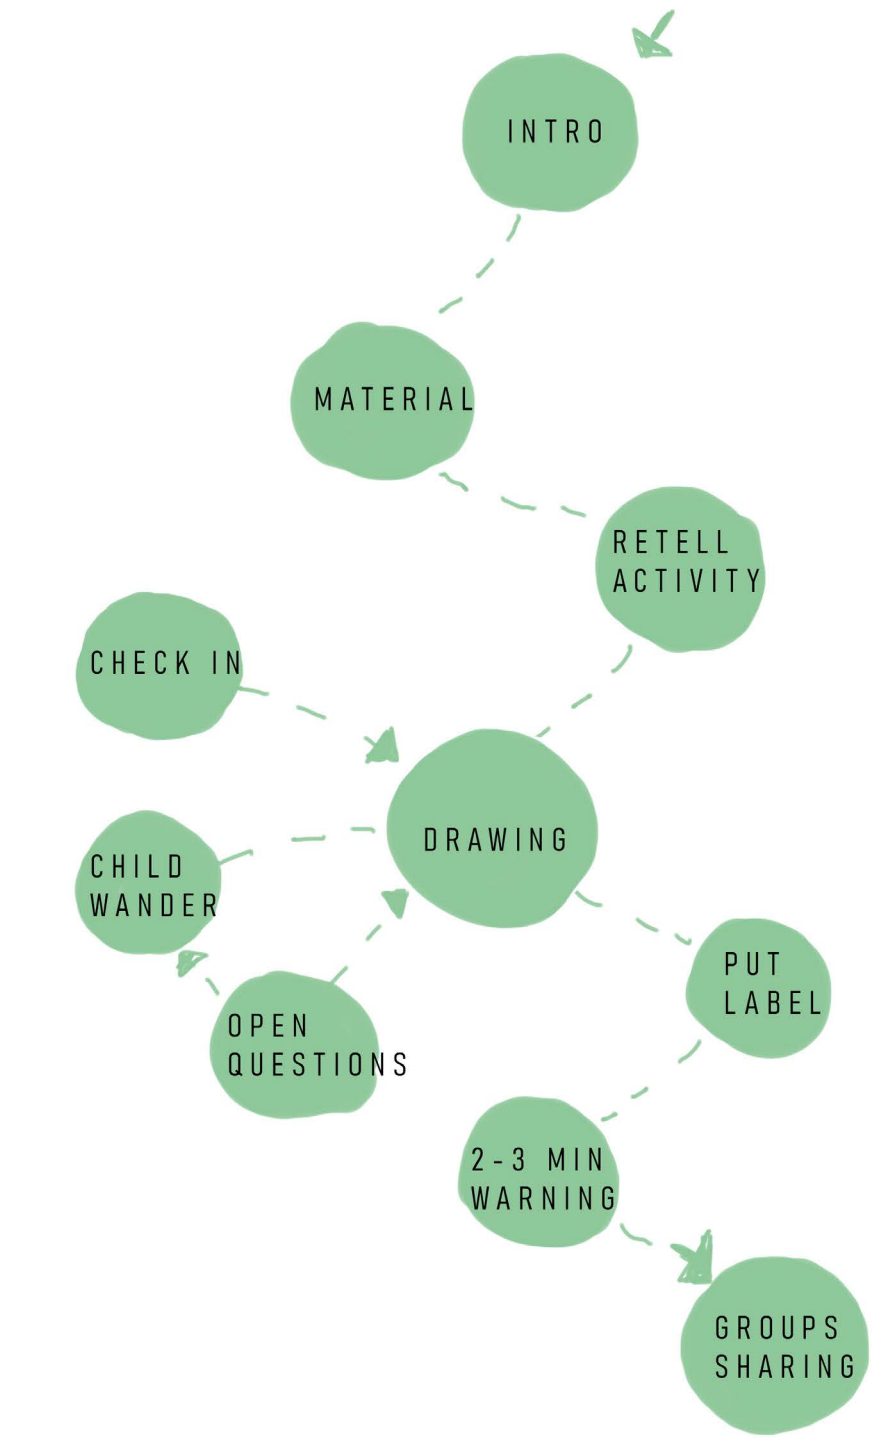 INTRO
MATERIAL
RETELL
ACTIVITY
CHECK IN
DRAWING
CHILD
WANDER
OPEN
QUESTIONS
PUT
LABEL
2-3 MIN
WARNING
GROUPS
SHARING